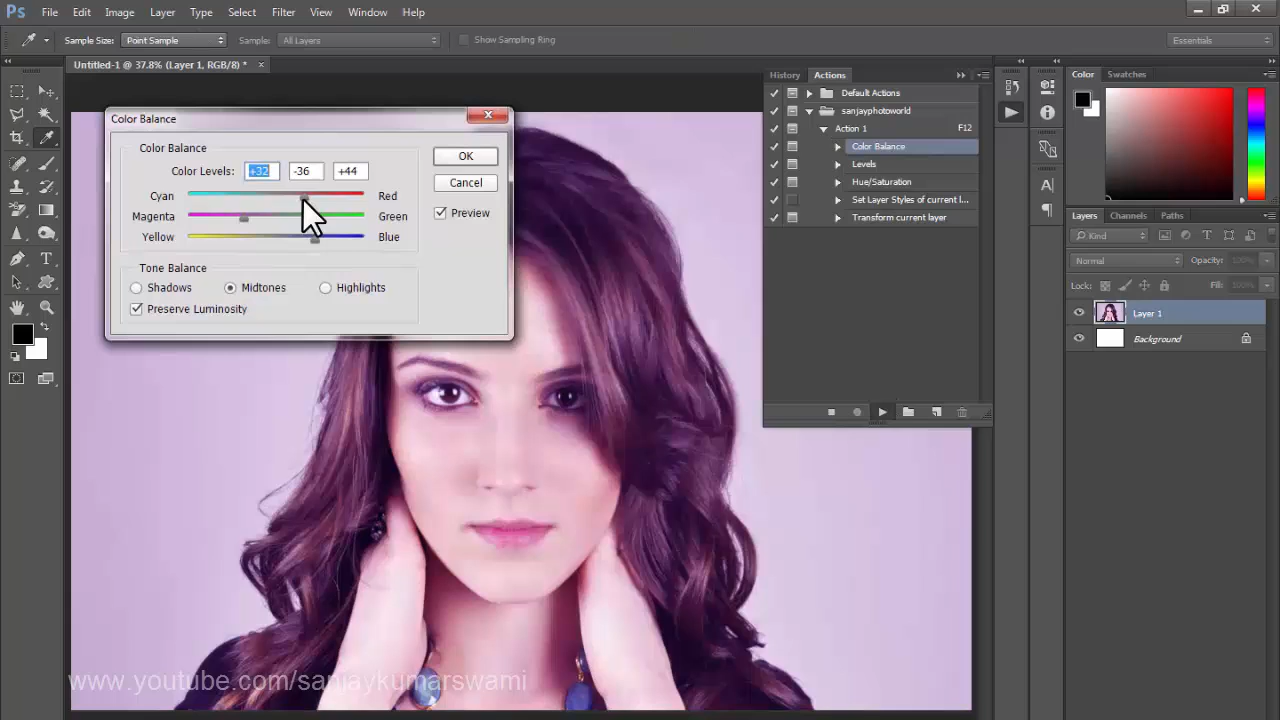 Ps File Edit Image Layer Type Select Filter View Window Help
Sample Size: Point Sample Sample: All Layers Show Sampling Ring Essentials
Untitled-1 @ 37.8% (Layer 1, RGB/8) * ×
Color Balance
Color Balance
Color Levels: +32 -36 +44
Cyan Red
Magenta Green
Yellow Blue
Tone Balance
Shadows Midtones Highlights
Preserve Luminosity
OK
Cancel
Preview
History Actions
Default Actions
sanjayphotoworld
Action 1 F12
Color Balance
Levels
Hue/Saturation
Set Layer Styles of current l...
Transform current layer
Color Swatches
Layers Channels Paths
Kind
Normal Opacity: 100%
Lock: Fill: 100%
Layer 1
Background
www.youtube.com/sanjaykumarswami